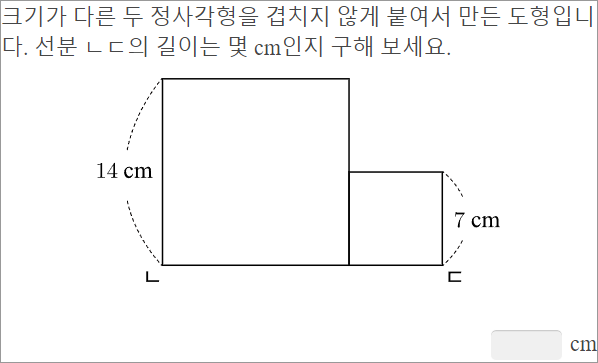 크기가 다른 두 정사각형을 겹치지 않게 붙여서 만든 도형입니
다. 선분 ㄴㄷ의 길이는 몇 cm인지 구해 보세요.
14 cm
7 cm
ㄴ
ㄷ
cm